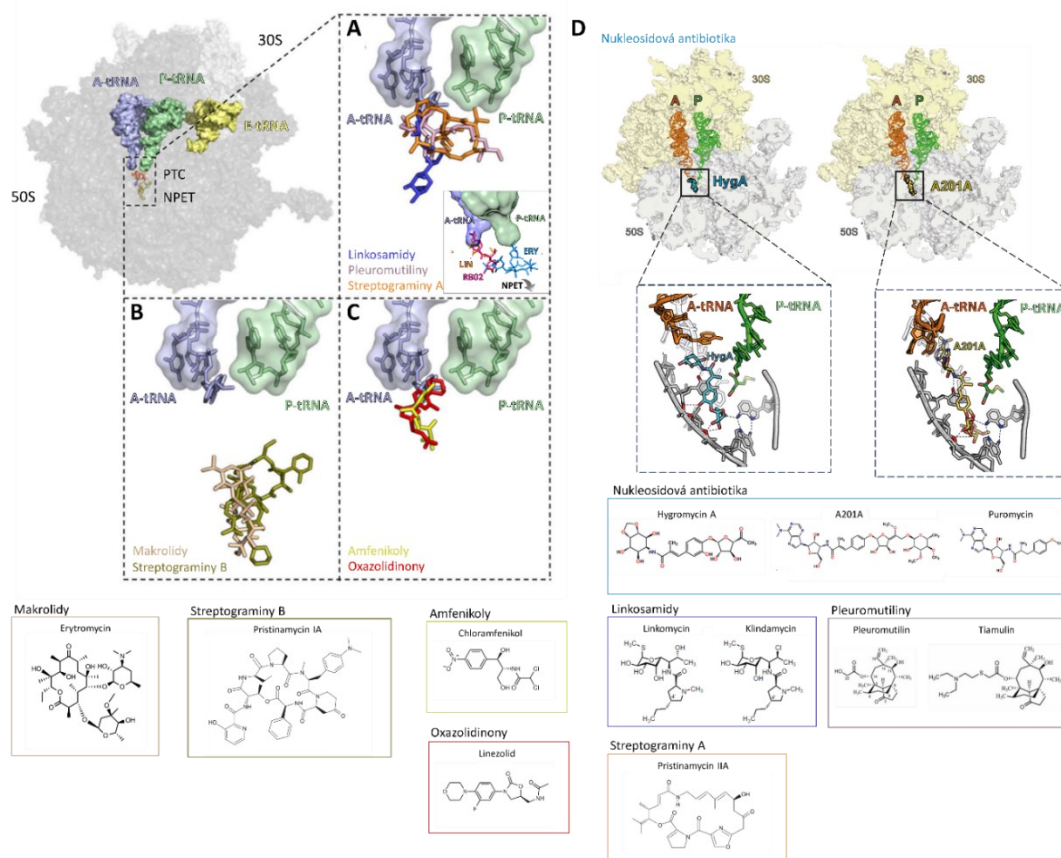 30S
A-tRNA
P-tRNA
E-tRNA
50S
PTC
NPET
A
A-tRNA
P-tRNA
P-tRNA
A-tRNA
LIN
ERY
RB02
NPET
Linkosamidy
Pleuromutiliny
Streptograminy A
B
A-tRNA
P-tRNA
Makrolidy
Streptograminy B
C
A-tRNA
P-tRNA
Amfenikoly
Oxazolidinony
D
Nukleosidová antibiotika
30S
A P
HygA
50S
30S
A P
A201A
50S
A-tRNA
P-tRNA
HygA
A-tRNA
P-tRNA
A201A
Nukleosidová antibiotika
Hygromycin A
A201A
Puromycin
Makrolidy
Erytromycin
Streptograminy B
Pristinamycin IA
Amfenikoly
Chloramfenikol
Oxazolidinony
Linezolid
Linkosamidy
Linkomycin
Klindamycin
Pleuromutiliny
Pleuromutilin
Tiamulin
Streptograminy A
Pristinamycin IIA